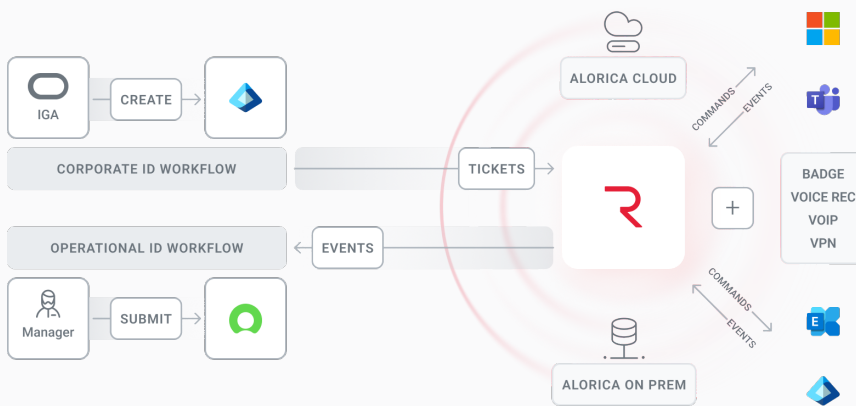 IGA
CREATE
CORPORATE ID WORKFLOW
TICKETS
OPERATIONAL ID WORKFLOW
EVENTS
Manager
SUBMIT
ALORICA CLOUD
ALORICA ON PREM
COMMANDS
EVENTS
T
BADGE
VOICE REC
VOIP
VPN
+
COMMANDS
EVENTS
E